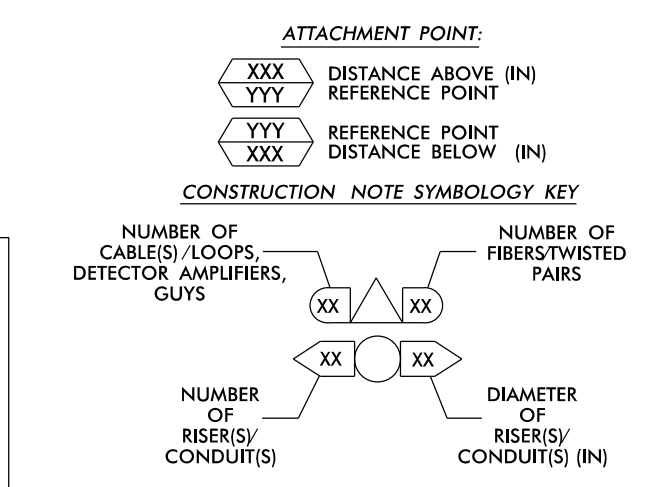 ATTACHMENT POINT:
XXX
YYY
DISTANCE ABOVE (IN)
REFERENCE POINT
YYY
XXX
REFERENCE POINT
DISTANCE BELOW (IN)
CONSTRUCTION NOTE SYMBOLOGY KEY
NUMBER OF
CABLE(S)/LOOPS,
DETECTOR AMPLIFIERS,
GUYS
NUMBER OF
FIBERS/TWISTED
PAIRS
XX
XX
XX
XX
NUMBER
OF
RISER(S)/
CONDUIT(S)
DIAMETER
OF
RISER(S)/
CONDUIT(S) (IN)